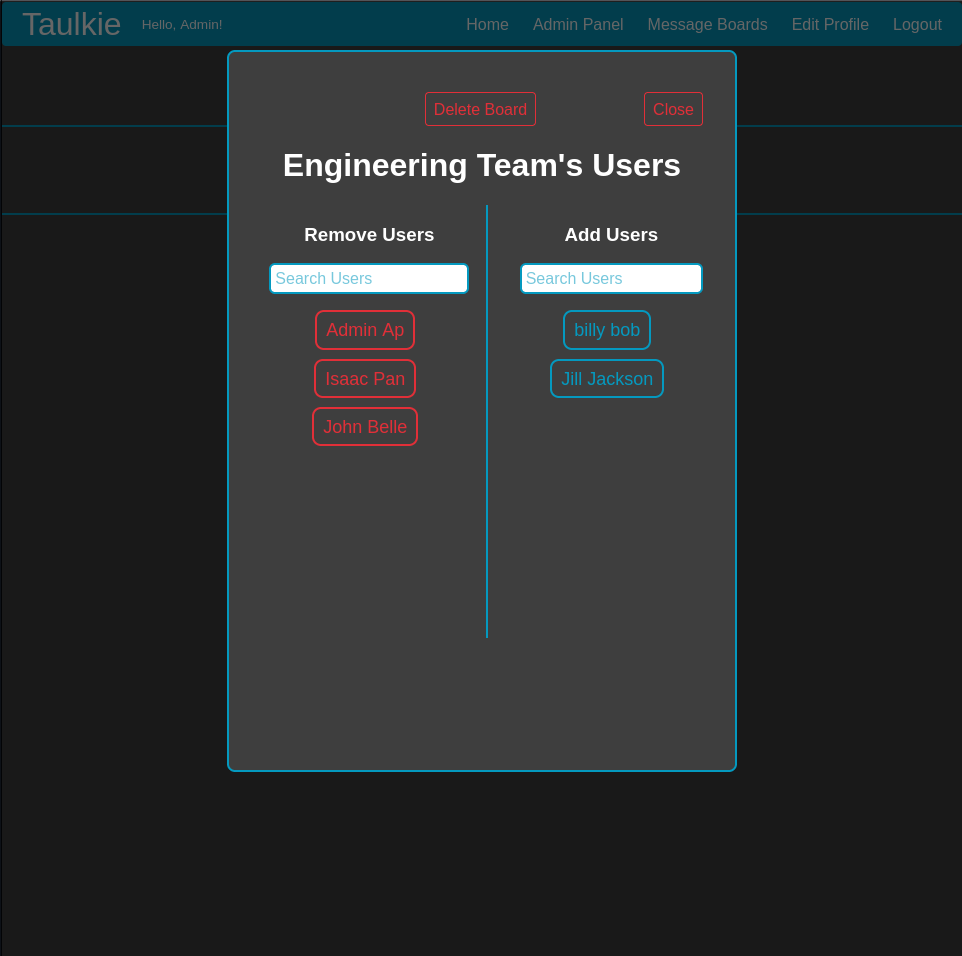 Taulkie Hello, Admin! Home Admin Panel Message Boards Edit Profile Logout
Delete Board Close
Engineering Team's Users
Remove Users Add Users
Search Users Search Users
Admin Ap billy bob
Isaac Pan Jill Jackson
John Belle